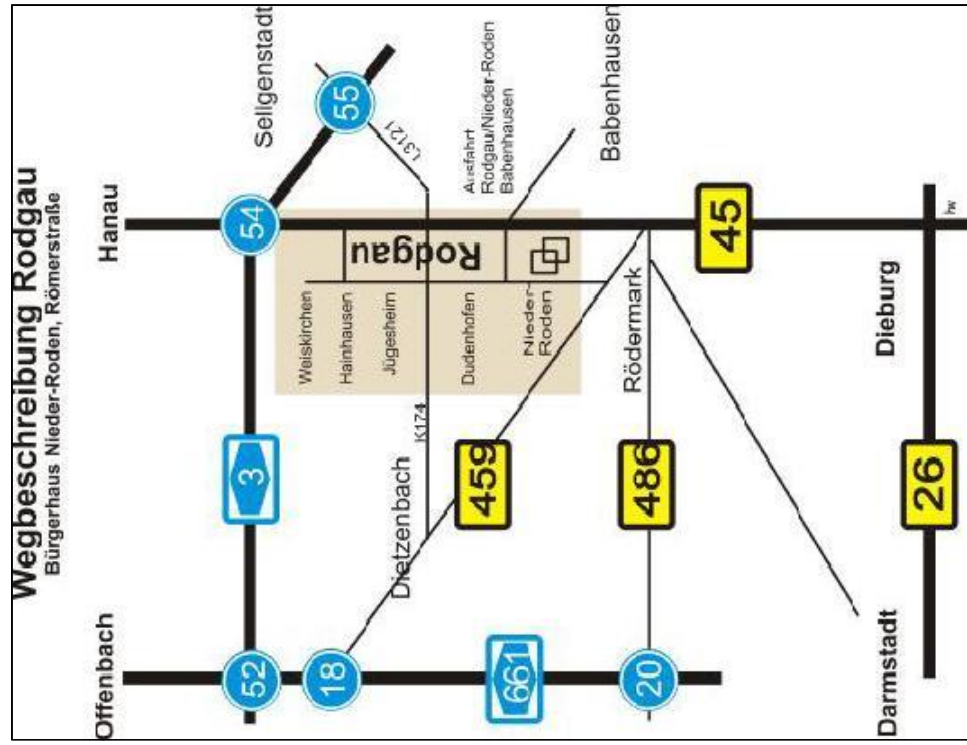 Wegbeschreibung Rodgau
Bürgerhaus Nieder-Roden, Römerstraße
Offenbach
Hanau
Seligenstadt
52
3
54
55
18
Weiskirchen
Hainhausen
Jügesheim
Rodgau
L3121
Dietzenbach
K174
Dudenhofen
Ausfahrt
Rodgau/Nieder-Roden
Babenhausen
459
Nieder-
Roden
661
Babenhausen
20
486
Rödermark
45
Darmstadt
Dieburg
26
hw